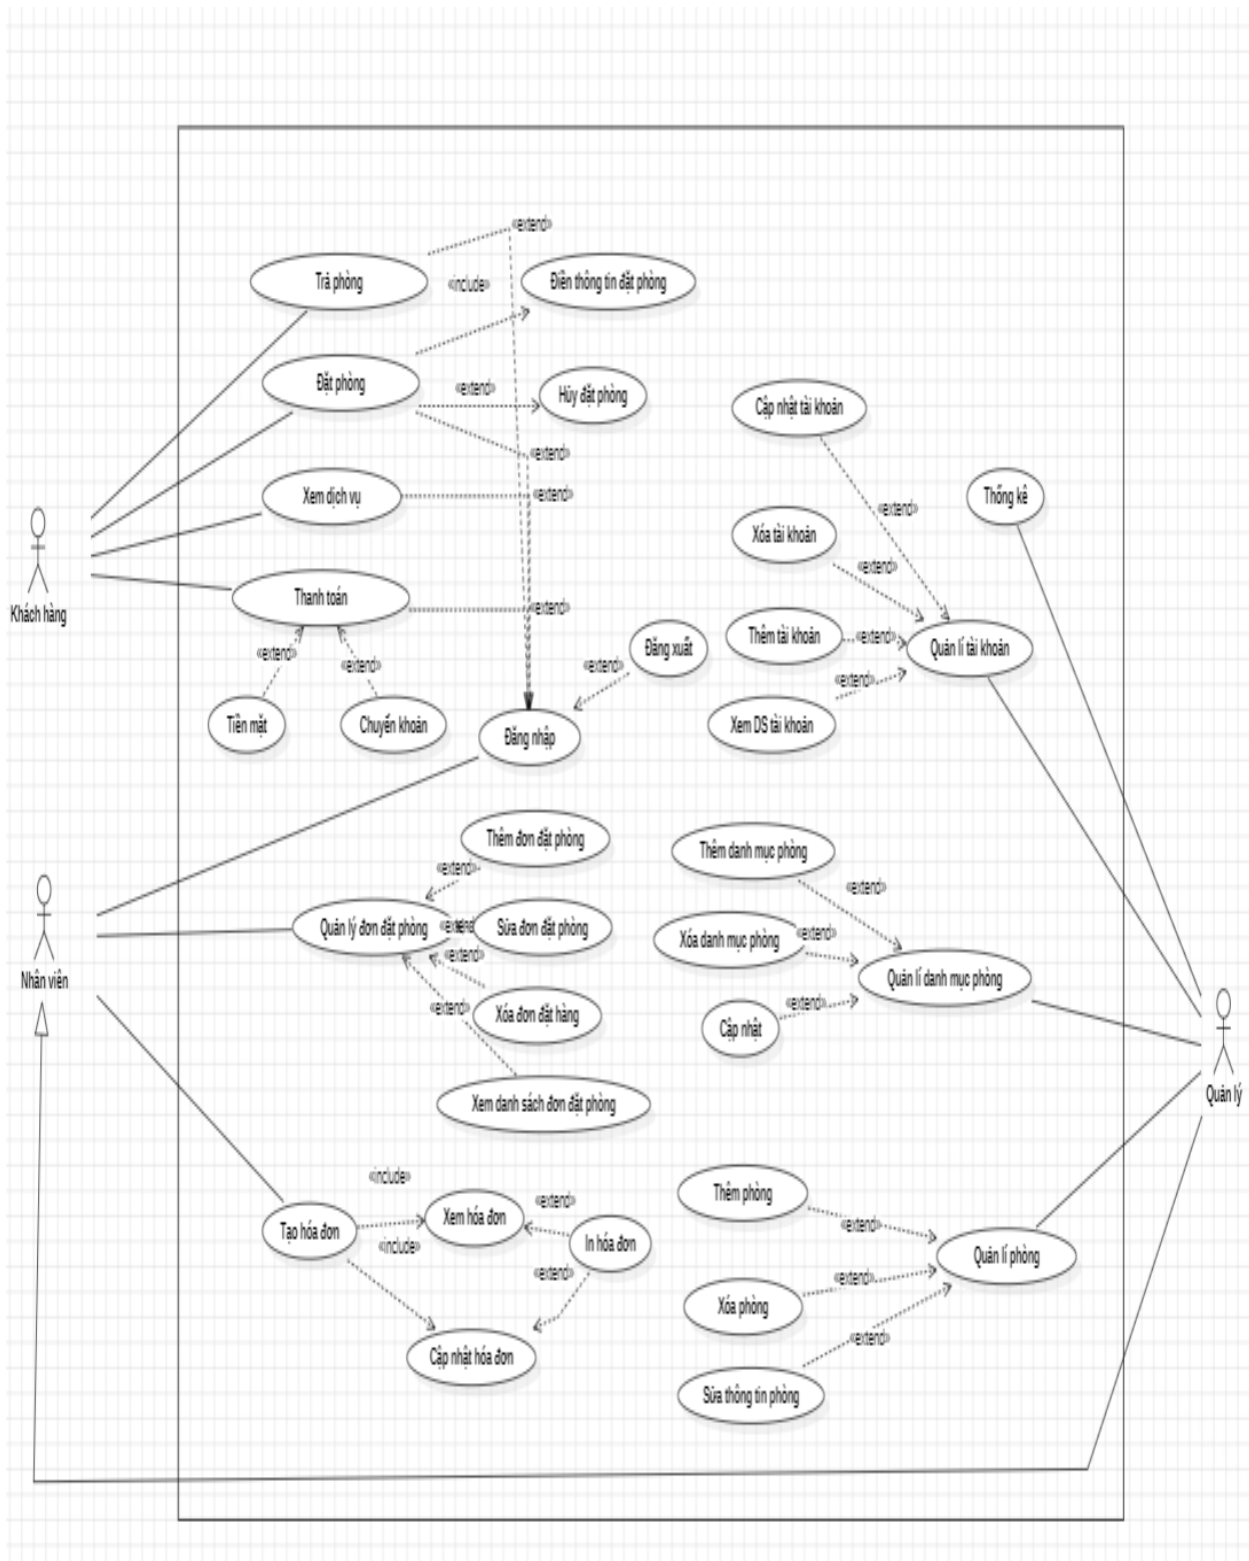 «extend»
Trả phòng
«include»
Điền thông tin đặt phòng
Đặt phòng
«extend»
Hủy đặt phòng
Cập nhật tài khoản
«extend»
Xem dịch vụ
«extend»
Thống kê
«extend»
Xóa tài khoản
«extend»
Khách hàng
Thanh toán
«extend»
Thêm tài khoản
«extend»
Quản lí tài khoản
Đăng xuất
«extend»
«extend»
«extend»
«extend»
Tiền mặt
Chuyển khoản
Đăng nhập
Xem DS tài khoản
Thêm đơn đặt phòng
Thêm danh mục phòng
«extend»
«extend»
Quản lý đơn đặt phòng
«extend»
Sửa đơn đặt phòng
Xóa danh mục phòng
«extend»
«extend»
Nhân viên
Quản lí danh mục phòng
«extend»
Xóa đơn đặt hàng
«extend»
Cập nhật
Quản lý
Xem danh sách đơn đặt phòng
«include»
Thêm phòng
«extend»
Tạo hóa đơn
Xem hóa đơn
«extend»
«include»
In hóa đơn
Quản lí phòng
«extend»
«extend»
Xóa phòng
«extend»
Cập nhật hóa đơn
Sửa thông tin phòng